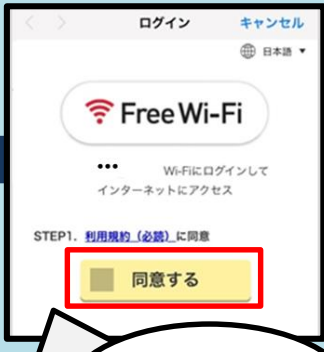 ログイン
キャンセル
日本語 ▼
Free Wi-Fi
••• Wi-Fiにログインして
インターネットにアクセス
STEP1. 利用規約（必読）に同意
同意する